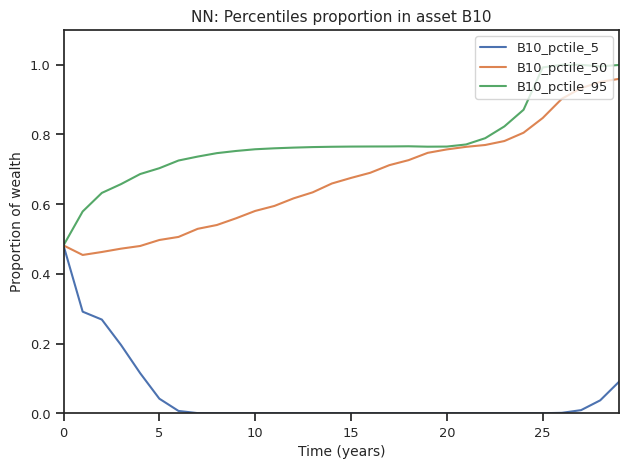 NN: Percentiles proportion in asset B10
B10_pctile_5
B10_pctile_50
B10_pctile_95
Proportion of wealth
1.0
0.8
0.6
0.4
0.2
0.0
0 5 10 15 20 25
Time (years)